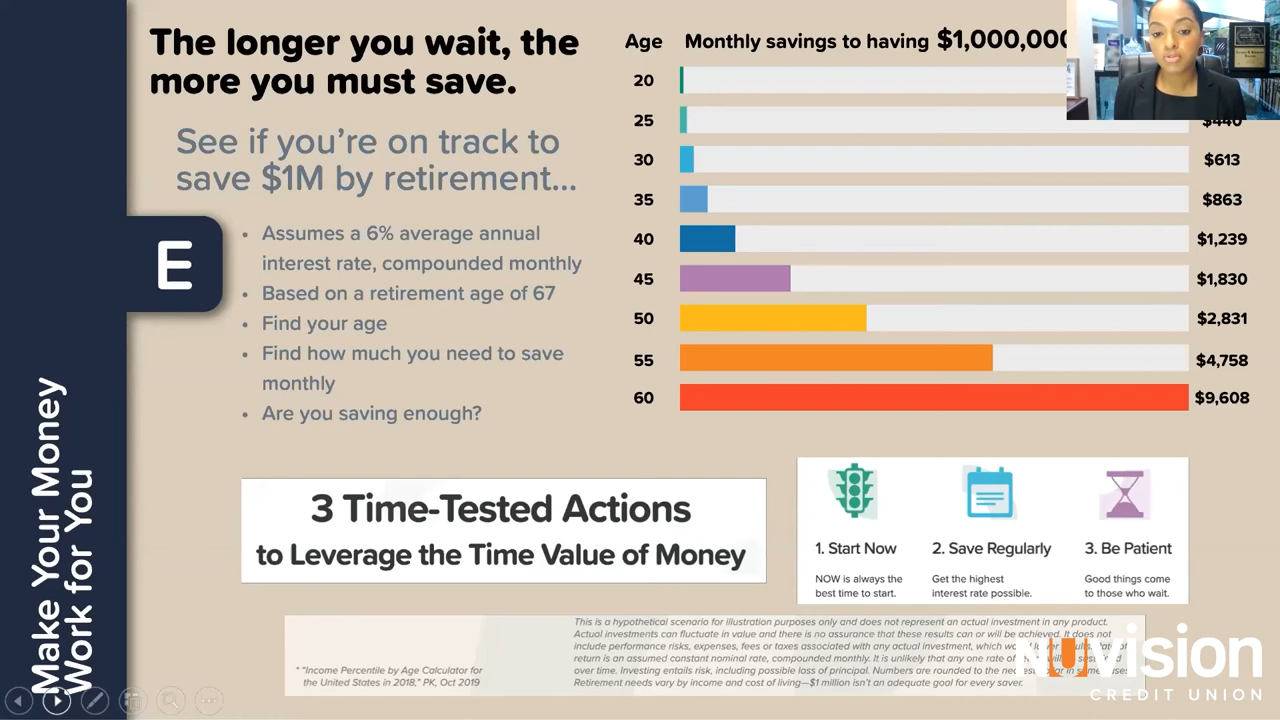 The longer you wait, the
more you must save.
See if you're on track to
save $1M by retirement...
• Assumes a 6% average annual
interest rate, compounded monthly
• Based on a retirement age of 67
• Find your age
• Find how much you need to save
monthly
• Are you saving enough?
E
Make Your Money
Work for You
Age Monthly savings to having $1,000,000
20
25 $440
30 $613
35 $863
40 $1,239
45 $1,830
50 $2,831
55 $4,758
60 $9,608
3 Time-Tested Actions
to Leverage the Time Value of Money
1. Start Now
NOW is always the
best time to start.
2. Save Regularly
Get the highest
interest rate possible.
3. Be Patient
Good things come
to those who wait.
* "Income Percentile by Age Calculator for
the United States in 2018," PK, Oct 2019
This is a hypothetical scenario for illustration purposes only and does not represent an actual investment in any product.
Actual investments can fluctuate in value and there is no assurance that these results can or will be achieved. It does not
include performance risks, expenses, fees or taxes associated with any actual investment, which
return is an assumed constant nominal rate, compounded monthly. It is unlikely that any one rate of
over time. Investing entails risk, including possible loss of principal. Numbers are rounded to the
Retirement needs vary by income and cost of living—$1 million isn't an adequate goal for every saver.
nuvision
CREDIT UNION